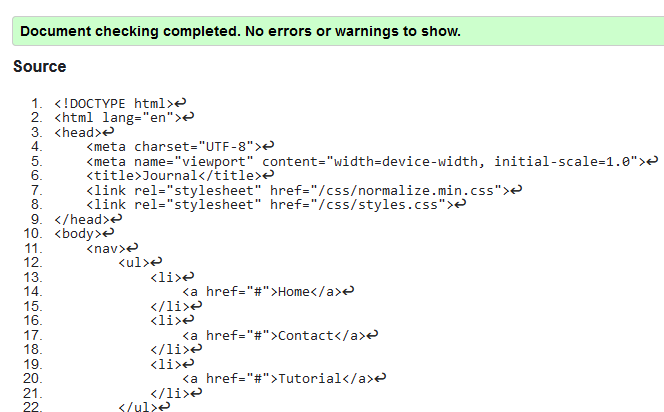 Document checking completed. No errors or warnings to show.
Source
1. <!DOCTYPE html>↩
2. <html lang="en">↩
3. <head>↩
4.     <meta charset="UTF-8">↩
5.     <meta name="viewport" content="width=device-width, initial-scale=1.0">↩
6.     <title>Journal</title>↩
7.     <link rel="stylesheet" href="/css/normalize.min.css">↩
8.     <link rel="stylesheet" href="/css/styles.css">↩
9. </head>↩
10. <body>↩
11.     <nav>↩
12.         <ul>↩
13.             <li>↩
14.                 <a href="#">Home</a>↩
15.             </li>↩
16.             <li>↩
17.                 <a href="#">Contact</a>↩
18.             </li>↩
19.             <li>↩
20.                 <a href="#">Tutorial</a>↩
21.             </li>↩
22.         </ul>↩